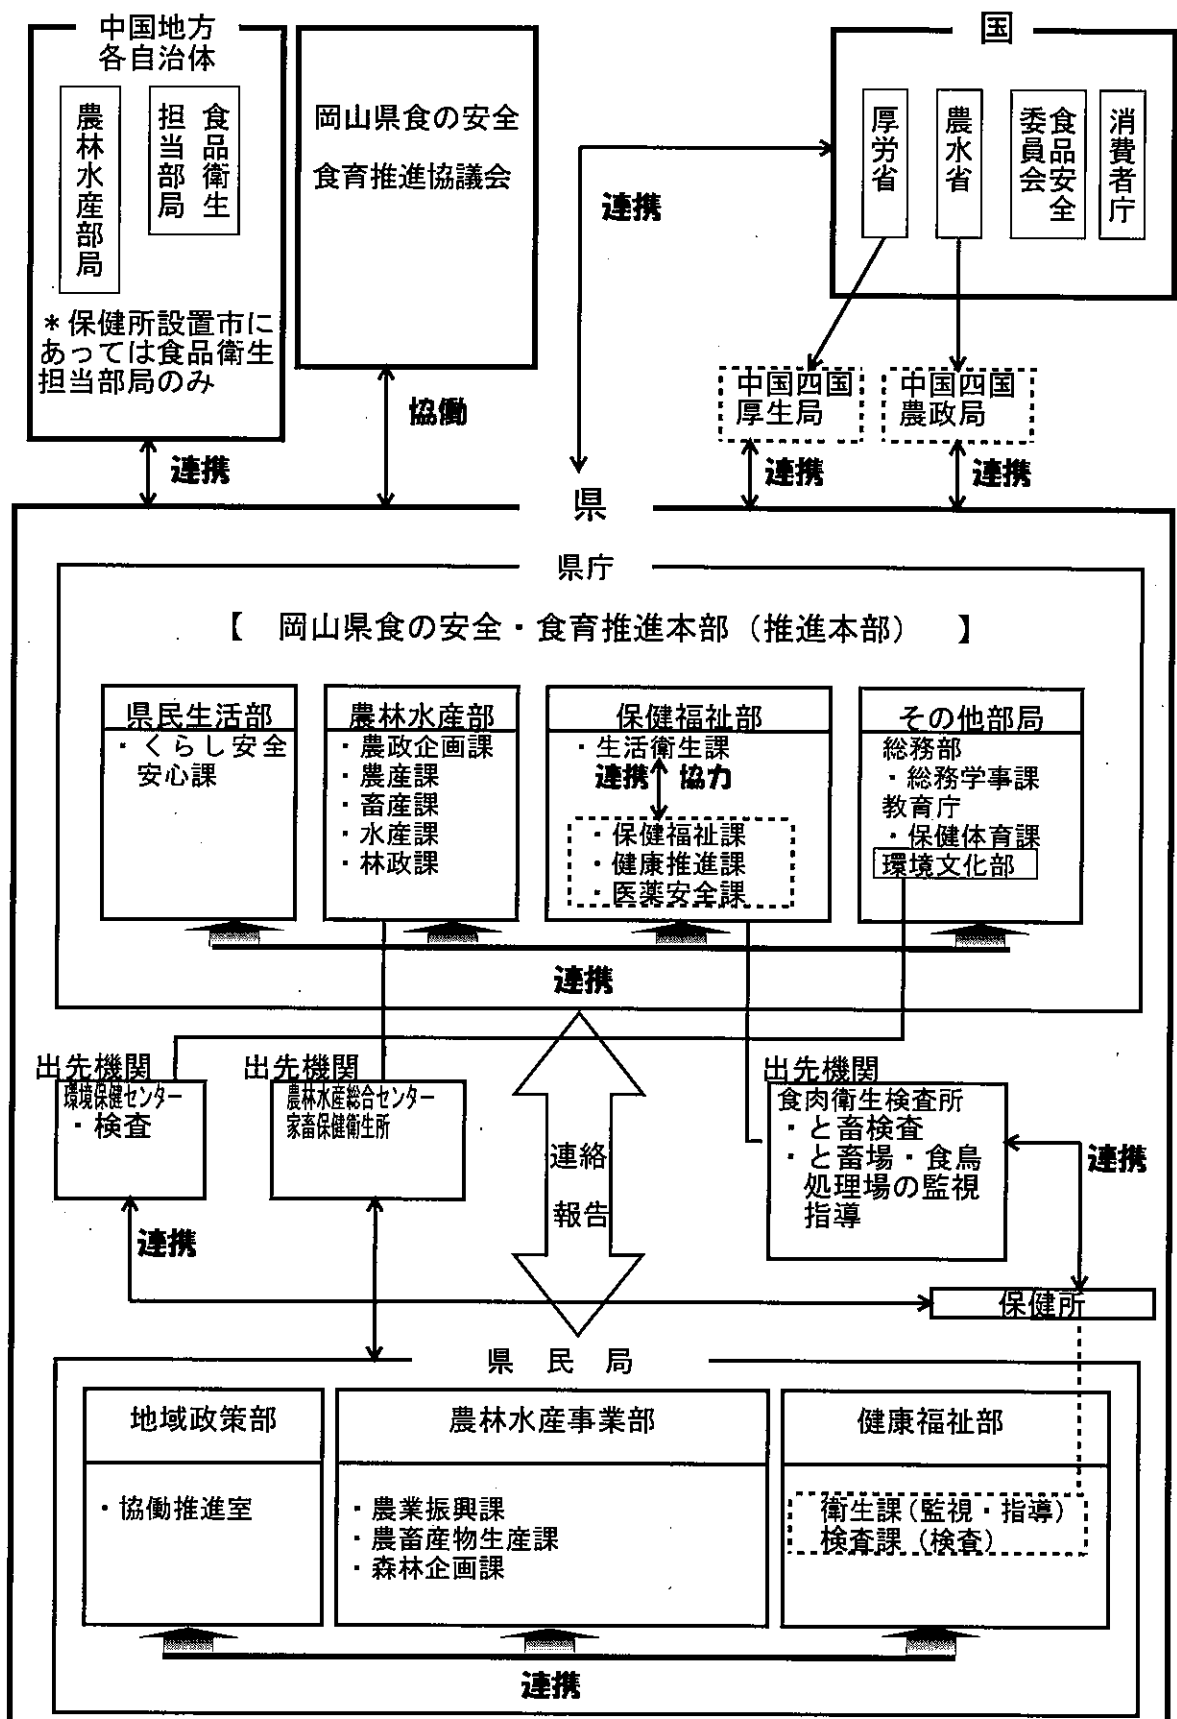 中国地方
各自治体
農林水産部局
食品衛生
担当部局
*保健所設置市に
あっては食品衛生
担当部局のみ
岡山県食の安全
食育推進協議会
国
厚労省
農水省
食品安全
委員会
消費者庁
連携
中国四国
厚生局
中国四国
農政局
連携
協働
連携
連携
県
県庁
【 岡山県食の安全・食育推進本部(推進本部) 】
県民生活部
・くらし安全
安心課
農林水産部
・農政企画課
・農産課
・畜産課
・水産課
・林政課
保健福祉部
・生活衛生課
連携 協力
・保健福祉課
・健康推進課
・医薬安全課
その他部局
総務部
・総務学事課
教育庁
・保健体育課
環境文化部
連携
出先機関
環境保健センター
・検査
出先機関
農林水産総合センター
家畜保健衛生所
連絡
報告
出先機関
食肉衛生検査所
・と畜検査
・と畜場・食鳥
処理場の監視
指導
連携
連携
保健所
県民局
地域政策部
・協働推進室
農林水産事業部
・農業振興課
・農畜産物生産課
・森林企画課
健康福祉部
衛生課(監視・指導)
検査課(検査)
連携